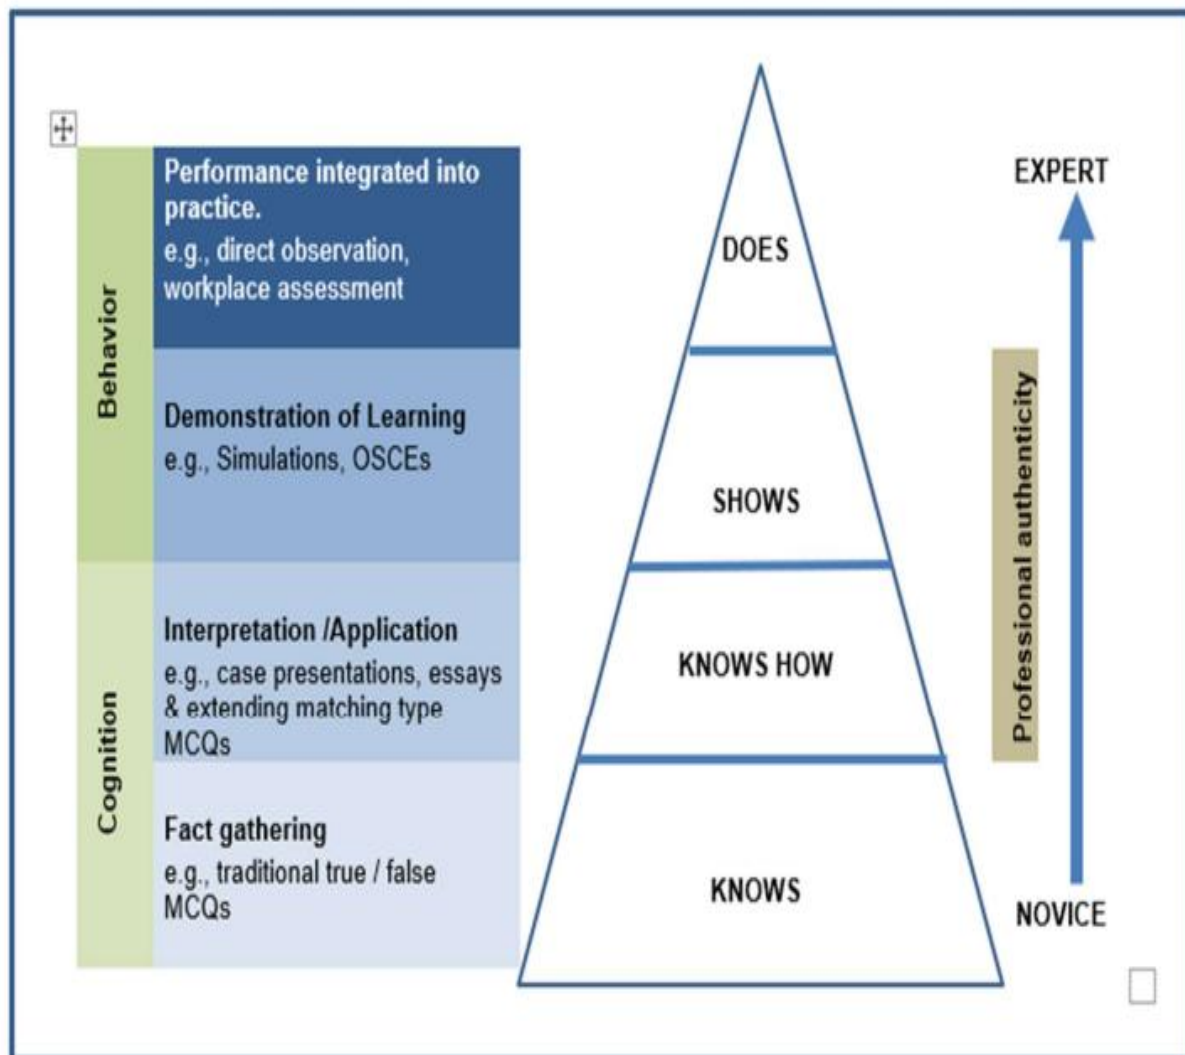 Behavior
Performance integrated into
practice.
e.g., direct observation,
workplace assessment
Demonstration of Learning
e.g., Simulations, OSCEs
Cognition
Interpretation /Application
e.g., case presentations, essays
& extending matching type
MCQs
Fact gathering
e.g., traditional true / false
MCQs
DOES
SHOWS
KNOWS HOW
KNOWS
EXPERT
Professional authenticity
NOVICE